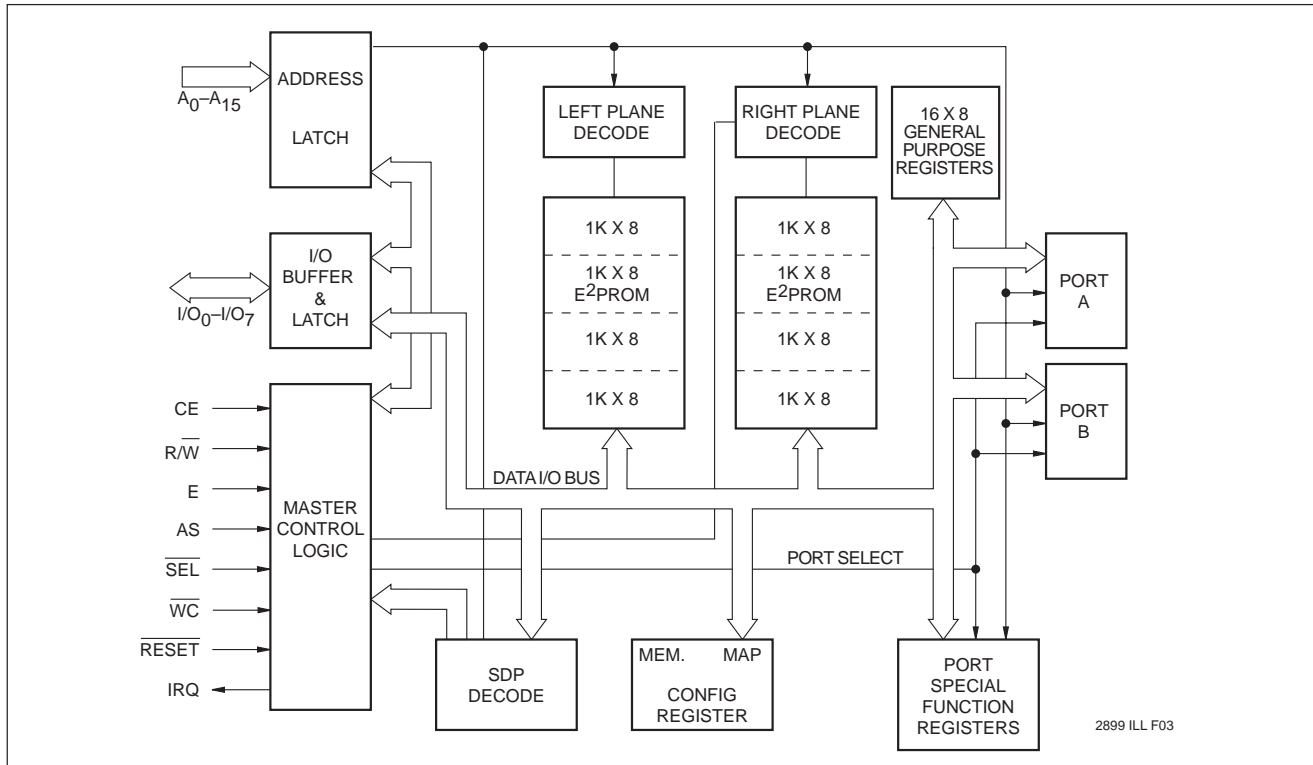 ADDRESS
LATCH
A0–A15
LEFT PLANE
DECODE
RIGHT PLANE
DECODE
16 X 8
GENERAL
PURPOSE
REGISTERS
I/O
BUFFER
&
LATCH
I/O0–I/O7
1K X 8
1K X 8
E²PROM
1K X 8
1K X 8
1K X 8
1K X 8
E²PROM
1K X 8
1K X 8
PORT
A
PORT
B
CE
R/W̅
E
AS
S̅E̅L̅
W̅C̅
R̅E̅S̅E̅T̅
IRQ
MASTER
CONTROL
LOGIC
DATA I/O BUS
PORT SELECT
SDP
DECODE
MEM. MAP
CONFIG
REGISTER
PORT
SPECIAL
FUNCTION
REGISTERS
2899 ILL F03